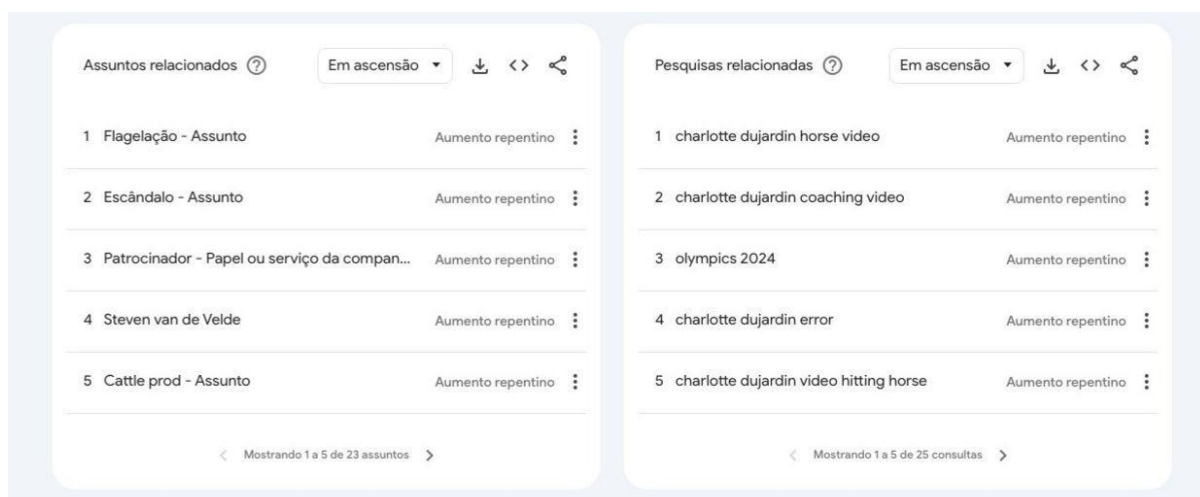 Assuntos relacionados
Em ascensão
1 Flagelação - Assunto Aumento repentino
2 Escândalo - Assunto Aumento repentino
3 Patrocinador - Papel ou serviço da compan... Aumento repentino
4 Steven van de Velde Aumento repentino
5 Cattle prod - Assunto Aumento repentino
Mostrando 1 a 5 de 23 assuntos
Pesquisas relacionadas
Em ascensão
1 charlotte dujardin horse video Aumento repentino
2 charlotte dujardin coaching video Aumento repentino
3 olympics 2024 Aumento repentino
4 charlotte dujardin error Aumento repentino
5 charlotte dujardin video hitting horse Aumento repentino
Mostrando 1 a 5 de 25 consultas